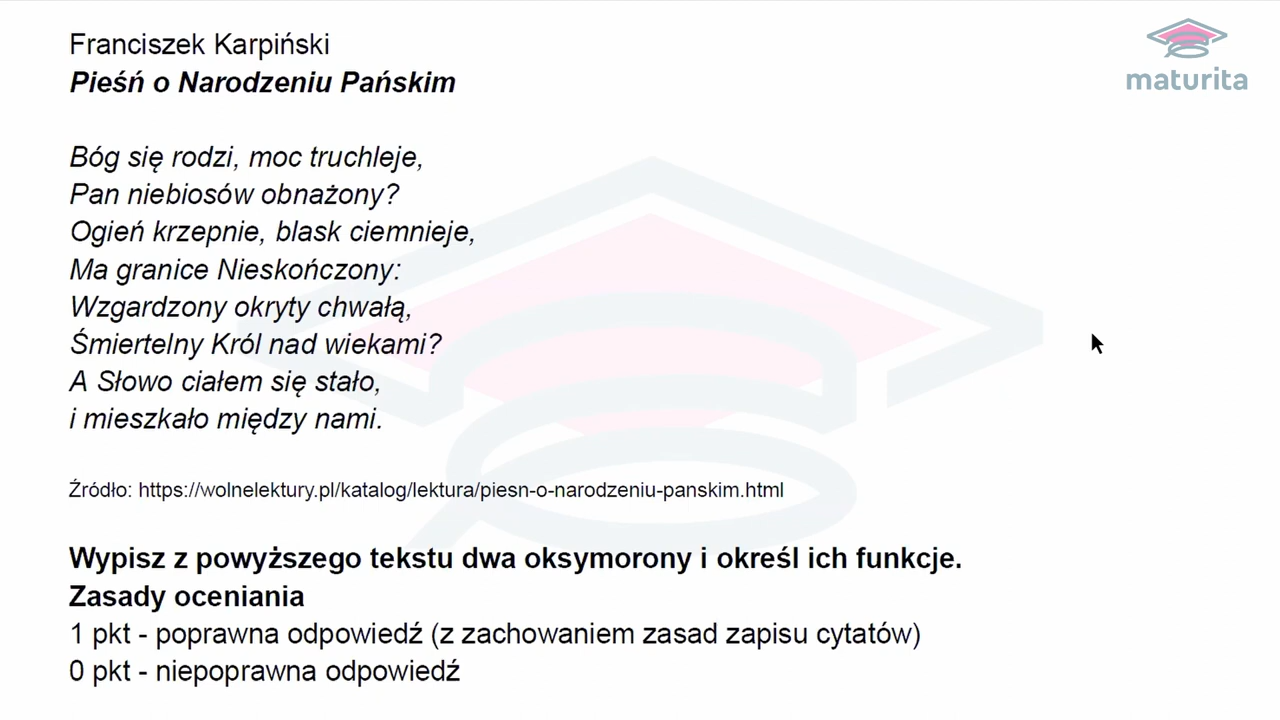 Franciszek Karpiński
maturita
Pieśń o Narodzeniu Pańskim
Bóg się rodzi, moc truchleje,
Pan niebiosów obnażony?
Ogień krzepnie, blask ciemnieje,
Ma granice Nieskończony:
Wzgardzony okryty chwałą,
Śmiertelny Król nad wiekami?
A Słowo ciałem się stało,
i mieszkało między nami.
Źródło: https://wolnelektury.pl/katalog/lektura/piesn-o-narodzeniu-panskim.html
Wypisz z powyższego tekstu dwa oksymorony i określ ich funkcje.
Zasady oceniania
1 pkt - poprawna odpowiedź (z zachowaniem zasad zapisu cytatów)
0 pkt - niepoprawna odpowiedź